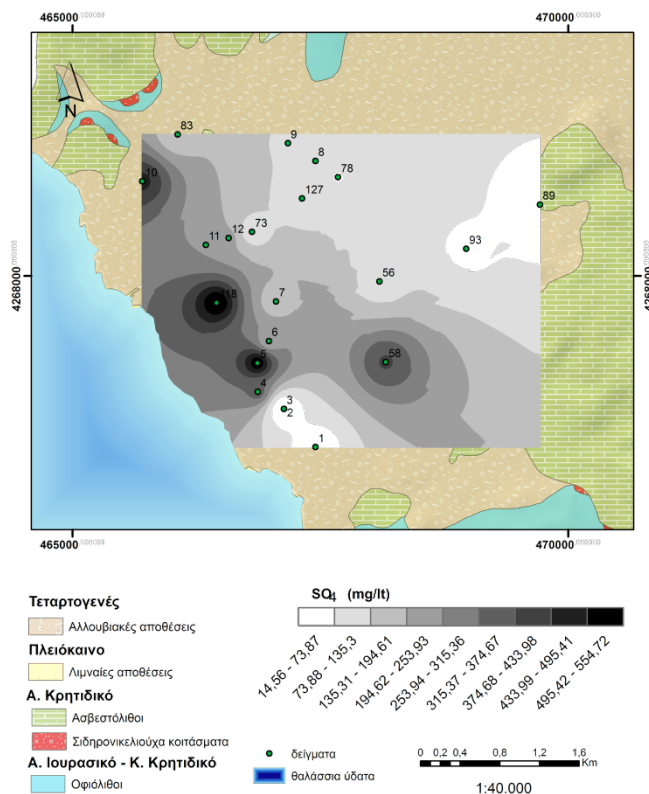 465000
470000
N
83
9
8
10
78
127
89
73
12
11
93
56
118
7
6
5
58
4
3
2
1
4268000
4268000
465000
470000
SO4 (mg/lt)
14,56 - 73,87
73,88 - 135,3
135,31 - 194,61
194,62 - 253,93
253,94 - 315,36
315,37 - 374,67
374,68 - 433,98
433,99 - 495,41
495,42 - 554,72
Τεταρτογενές
Αλλουβιακές αποθέσεις
Πλειόκαινο
Λιμναίες αποθέσεις
Α. Κρητιδικό
Ασβεστόλιθοι
Σιδηρονικελιούχα κοιτάσματα
Α. Ιουρασικό - Κ. Κρητιδικό
Οφιόλιθοι
δείγματα
θαλάσσια ύδατα
0 0,2 0,4 0,8 1,2 1,6
Km
1:40.000